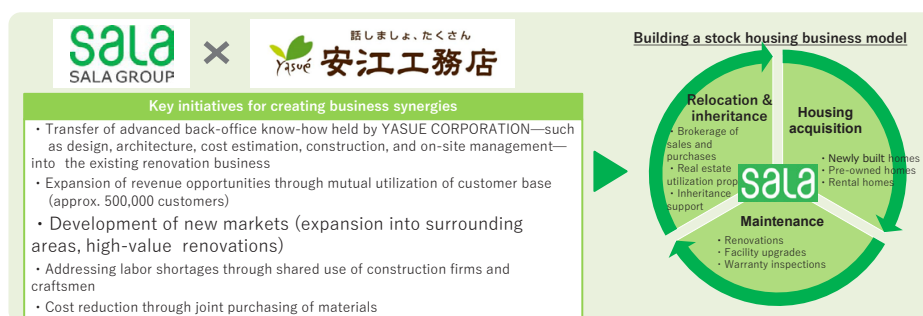 sala
SALA GROUP
×
話しましょ、たくさん
Yasué 安江工務店
Key initiatives for creating business synergies
・Transfer of advanced back-office know-how held by YASUE CORPORATION—such
as design, architecture, cost estimation, construction, and on-site management—
into the existing renovation business
・Expansion of revenue opportunities through mutual utilization of customer base
(approx. 500,000 customers)
・Development of new markets (expansion into surrounding
areas, high-value renovations)
・Addressing labor shortages through shared use of construction firms and
craftsmen
・Cost reduction through joint purchasing of materials
Building a stock housing business model
Relocation &
inheritance
・Brokerage of
sales and
purchases
・Real estate
utilization prop
・Inheritance
support
Housing
acquisition
・Newly built homes
・Pre-owned homes
・Rental homes
sala
Maintenance
・Renovations
・Facility upgrades
・Warranty inspections